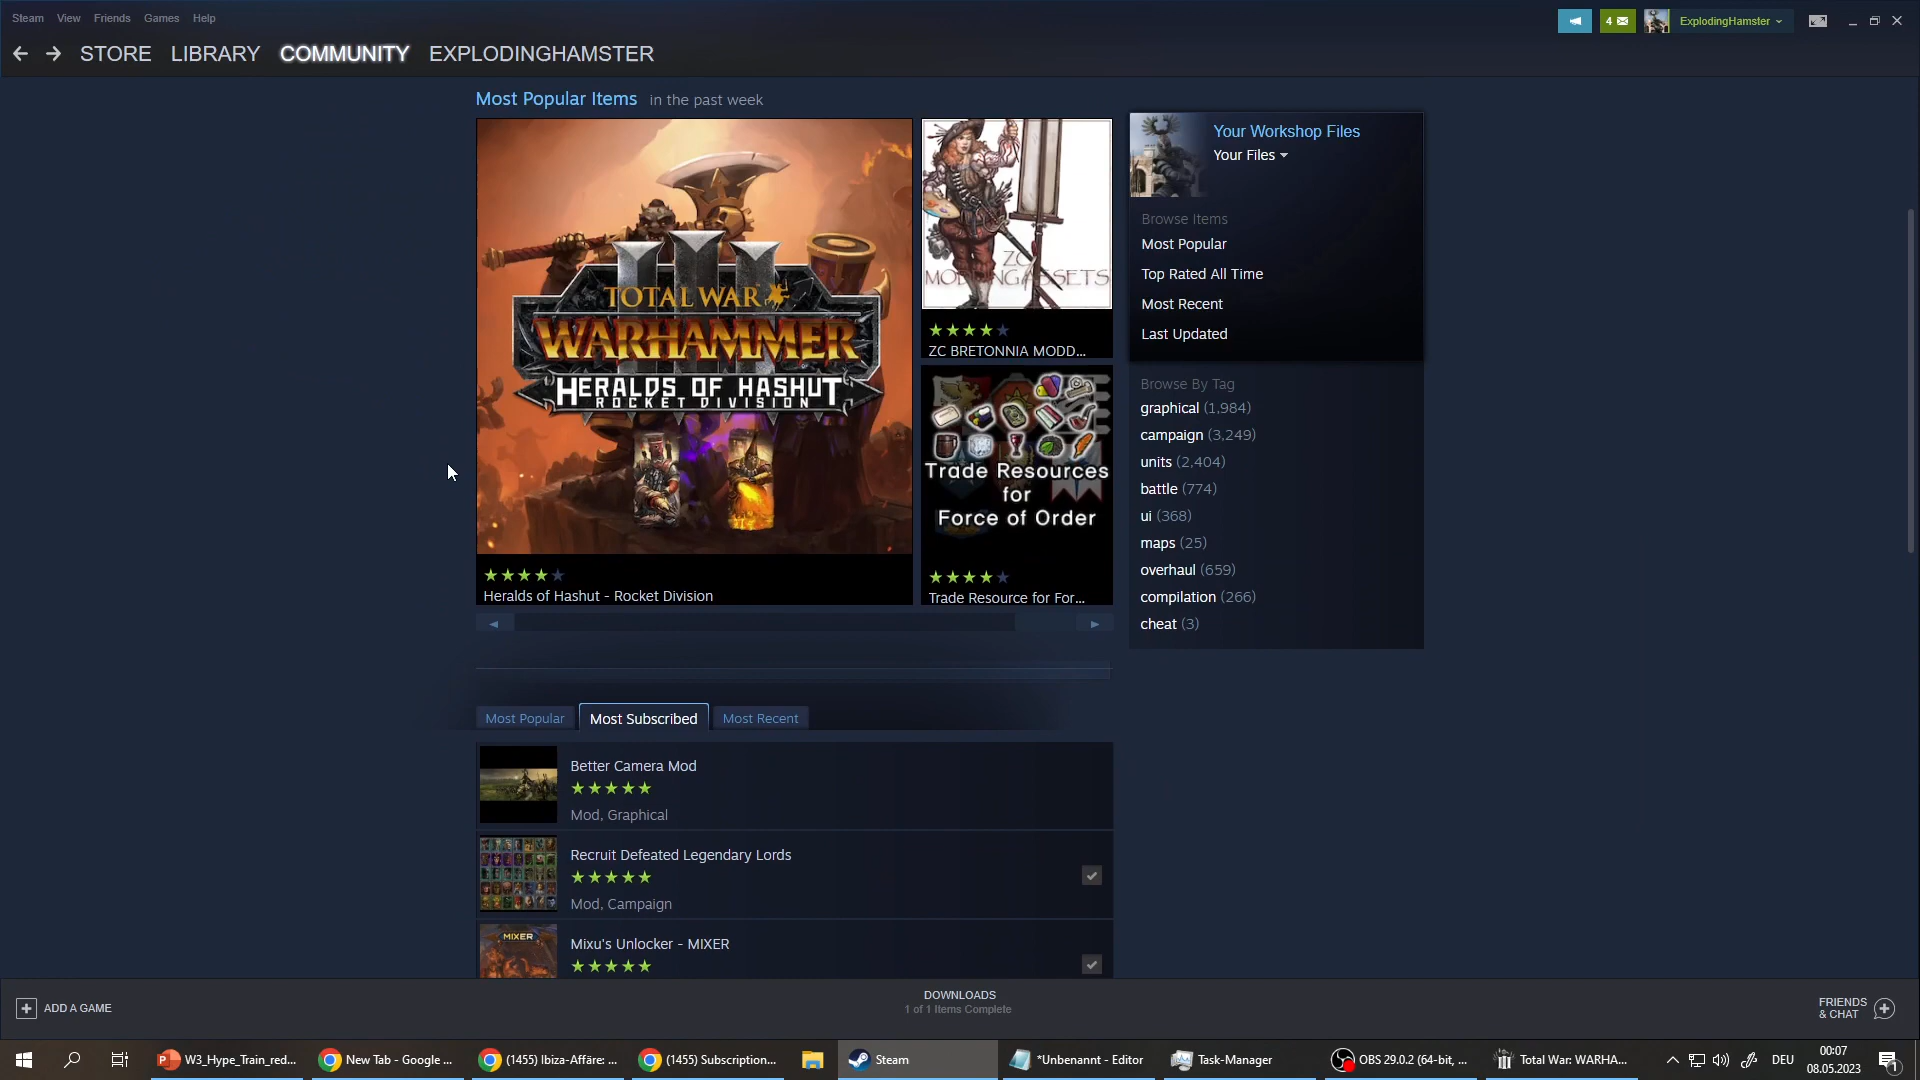 Steam View Friends Games Help
4 ExplodingHamster
STORE LIBRARY COMMUNITY EXPLODINGHAMSTER
Most Popular Items in the past week
TOTAL WAR
WARHAMMER
III
HERALDS OF HASHUT
ROCKET DIVISION
Heralds of Hashut - Rocket Division
ZC
MODDING ASSETS
ZC BRETONNIA MODD...
Trade Resources
for
Force of Order
Trade Resource for For...
Your Workshop Files
Your Files
Browse Items
Most Popular
Top Rated All Time
Most Recent
Last Updated
Browse By Tag
graphical (1,984)
campaign (3,249)
units (2,404)
battle (774)
ui (368)
maps (25)
overhaul (659)
compilation (266)
cheat (3)
Most Popular Most Subscribed Most Recent
Better Camera Mod
Mod, Graphical
Recruit Defeated Legendary Lords
Mod, Campaign
MIXER
Mixu's Unlocker - MIXER
ADD A GAME
DOWNLOADS
1 of 1 Items Complete
FRIENDS
& CHAT
W3_Hype_Train_red... New Tab - Google ... (1455) Ibiza-Affäre: ... (1455) Subscription... Steam *Unbenannt - Editor Task-Manager OBS 29.0.2 (64-bit, ... Total War: WARHA... DEU
00:07
08.05.2023
1